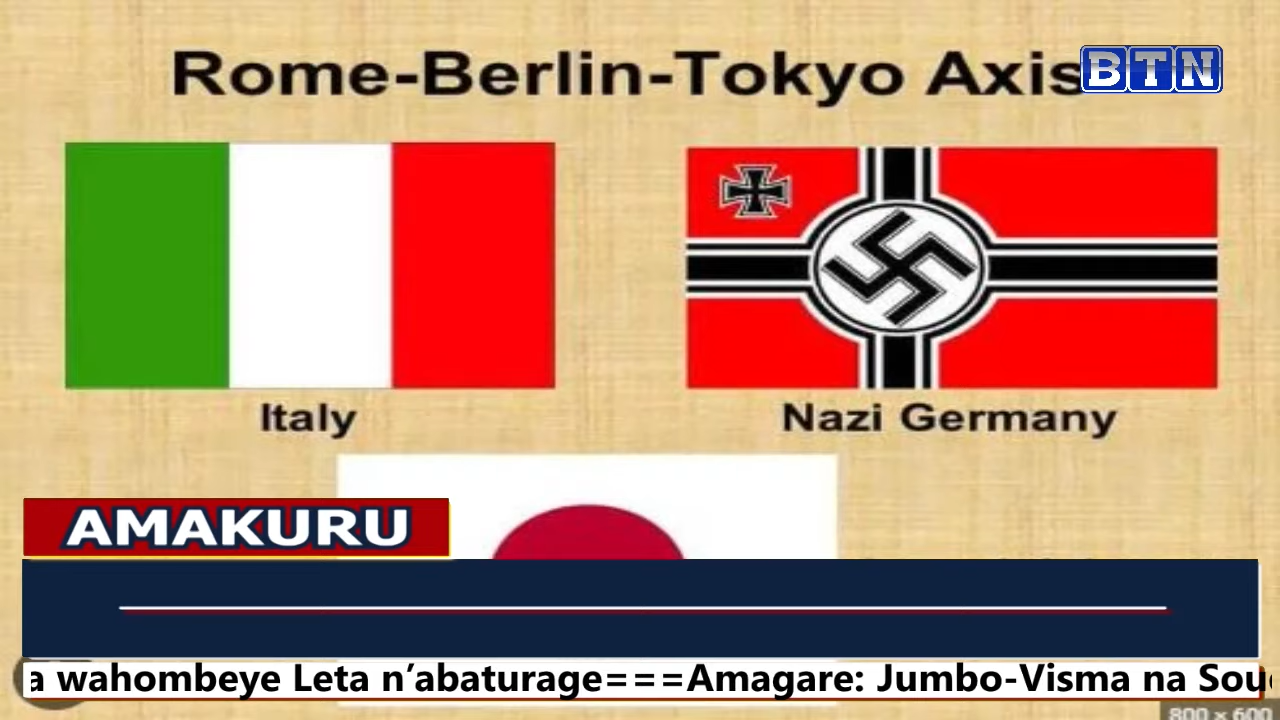 Rome-Berlin-Tokyo Axis
BTN
Italy
Nazi Germany
AMAKURU
a wahombeye Leta n’abaturage===Amagare: Jumbo-Visma na Sou
800 × 600